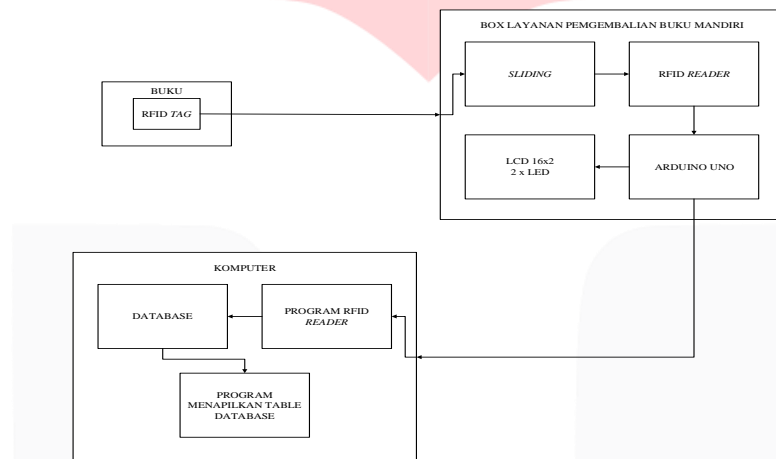 BOX LAYANAN PEMGEMBALIAN BUKU MANDIRI
SLIDING
RFID READER
BUKU
RFID TAG
LCD 16x2
2 x LED
ARDUINO UNO
KOMPUTER
DATABASE
PROGRAM RFID
READER
PROGRAM
MENAPILKAN TABLE
DATABASE